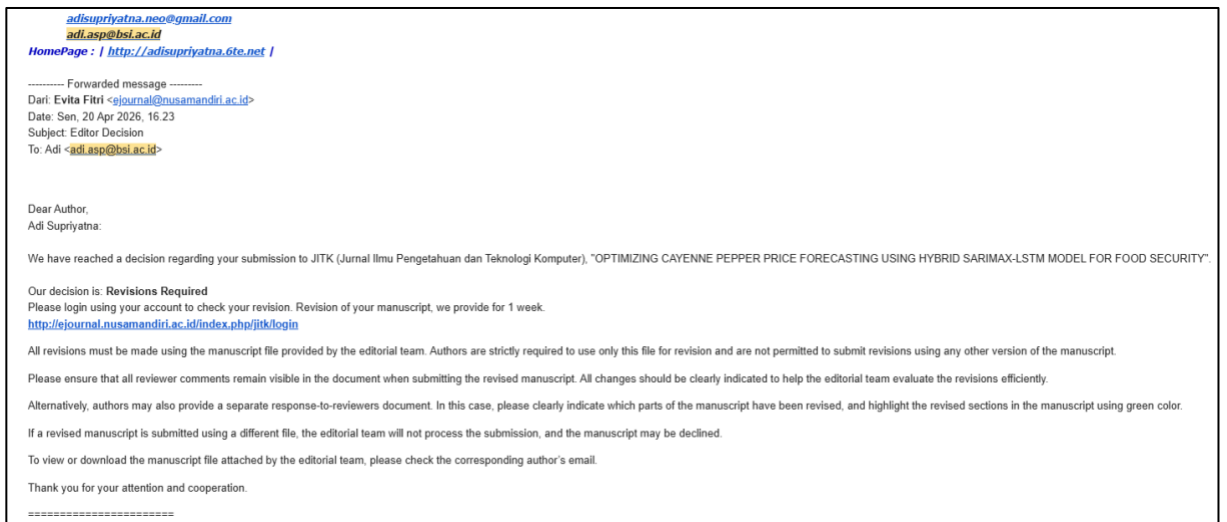 adisupriyatna.neo@gmail.com
adi.asp@bsi.ac.id
HomePage : | http://adisupriyatna.6te.net |
---------- Forwarded message ---------
Dari: Evita Fitri <ejournal@nusamandiri.ac.id>
Date: Sen, 20 Apr 2026, 16.23
Subject: Editor Decision
To: Adi <adi.asp@bsi.ac.id>
Dear Author,
Adi Supriyatna:
We have reached a decision regarding your submission to JITK (Jurnal Ilmu Pengetahuan dan Teknologi Komputer), "OPTIMIZING CAYENNE PEPPER PRICE FORECASTING USING HYBRID SARIMAX-LSTM MODEL FOR FOOD SECURITY".
Our decision is: Revisions Required
Please login using your account to check your revision. Revision of your manuscript, we provide for 1 week.
http://ejournal.nusamandiri.ac.id/index.php/jitk/login
All revisions must be made using the manuscript file provided by the editorial team. Authors are strictly required to use only this file for revision and are not permitted to submit revisions using any other version of the manuscript.
Please ensure that all reviewer comments remain visible in the document when submitting the revised manuscript. All changes should be clearly indicated to help the editorial team evaluate the revisions efficiently.
Alternatively, authors may also provide a separate response-to-reviewers document. In this case, please clearly indicate which parts of the manuscript have been revised, and highlight the revised sections in the manuscript using green color.
If a revised manuscript is submitted using a different file, the editorial team will not process the submission, and the manuscript may be declined.
To view or download the manuscript file attached by the editorial team, please check the corresponding author's email.
Thank you for your attention and cooperation.
=======================